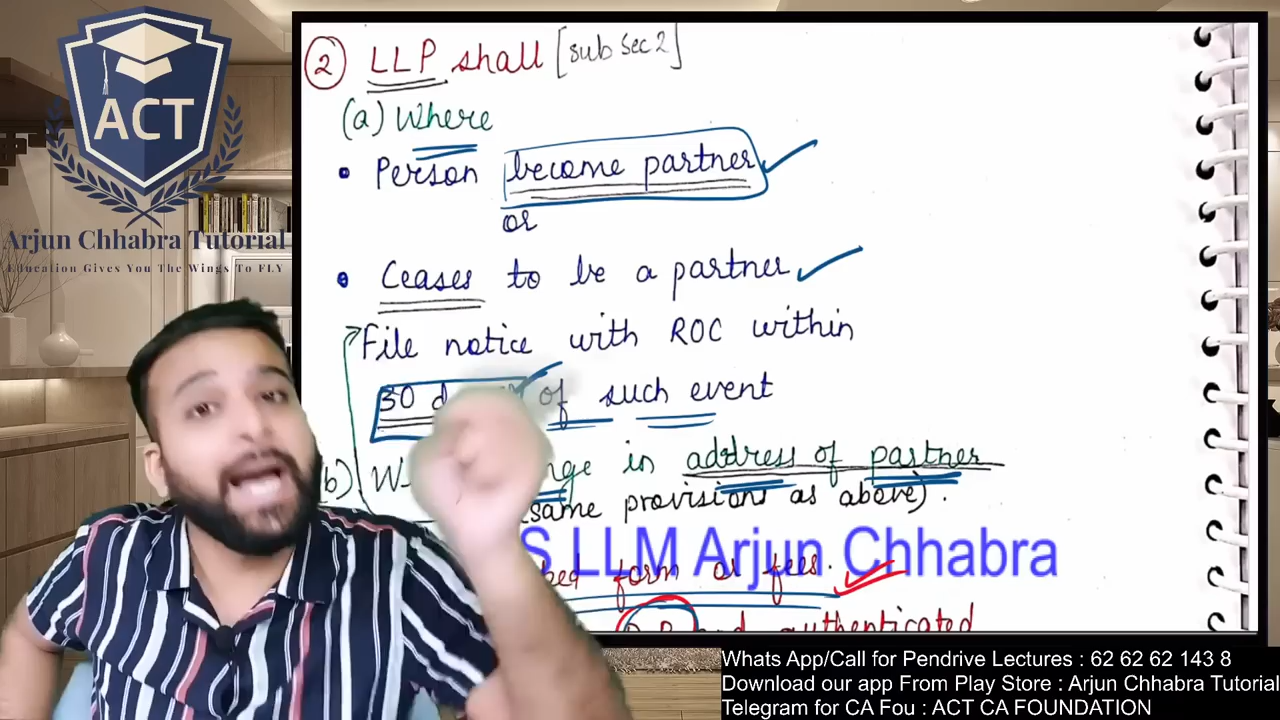 ACT
Arjun Chhabra Tutorial
Education Gives You The Wings To FLY
② LLP shall [sub Sec 2]
(a) Where
• Person become partner
or
• Ceases to be a partner
File notice with ROC within
30 d of such event
(b) W nge in address of partner
(same provisions as above).
S LLM Arjun Chhabra
bed form or fees.
authenticated
Whats App/Call for Pendrive Lectures : 62 62 62 143 8
Download our app From Play Store : Arjun Chhabra Tutorial
Telegram for CA Fou : ACT CA FOUNDATION